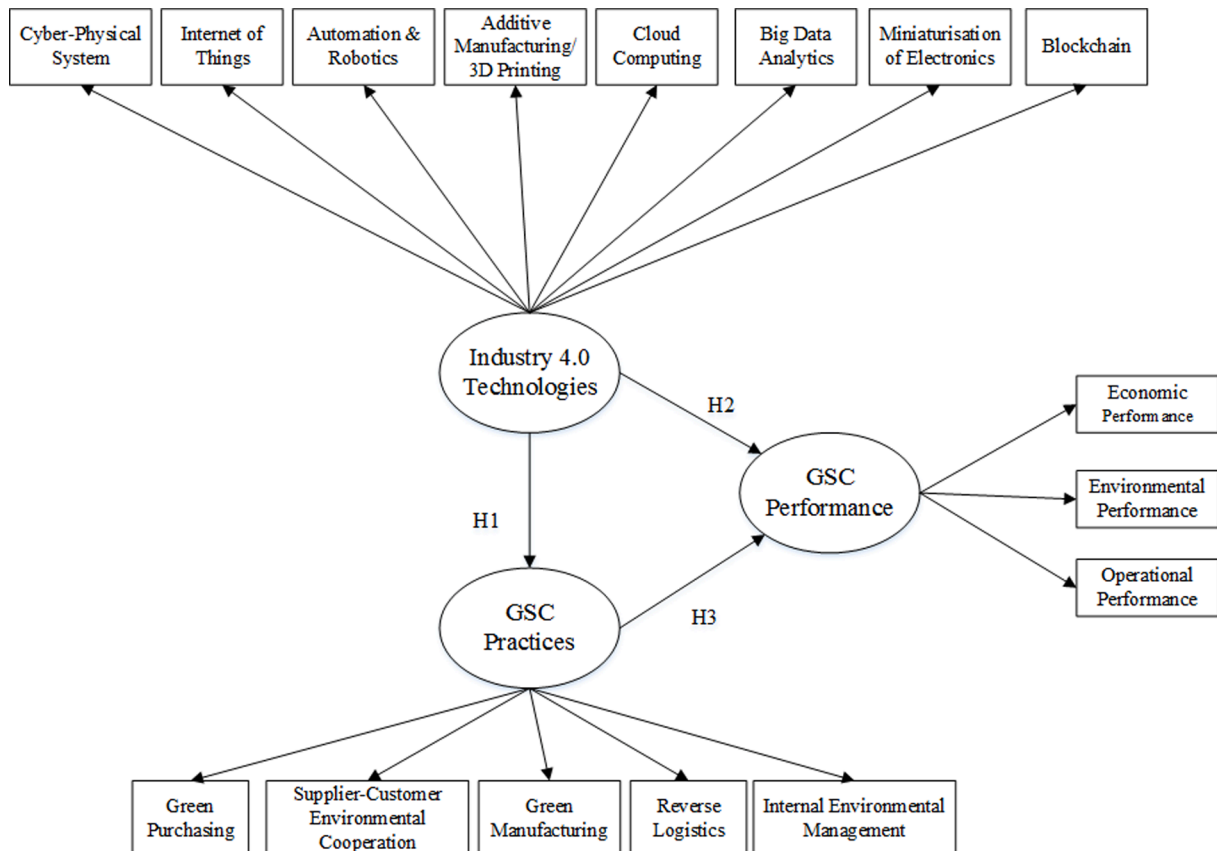 Cyber-Physical
System
Internet of
Things
Automation &
Robotics
Additive
Manufacturing/
3D Printing
Cloud
Computing
Big Data
Analytics
Miniaturisation
of Electronics
Blockchain
Industry 4.0
Technologies
H2
Economic
Performance
GSC
Performance
Environmental
Performance
H1
Operational
Performance
GSC
Practices
H3
Green
Purchasing
Supplier-Customer
Environmental
Cooperation
Green
Manufacturing
Reverse
Logistics
Internal Environmental
Management